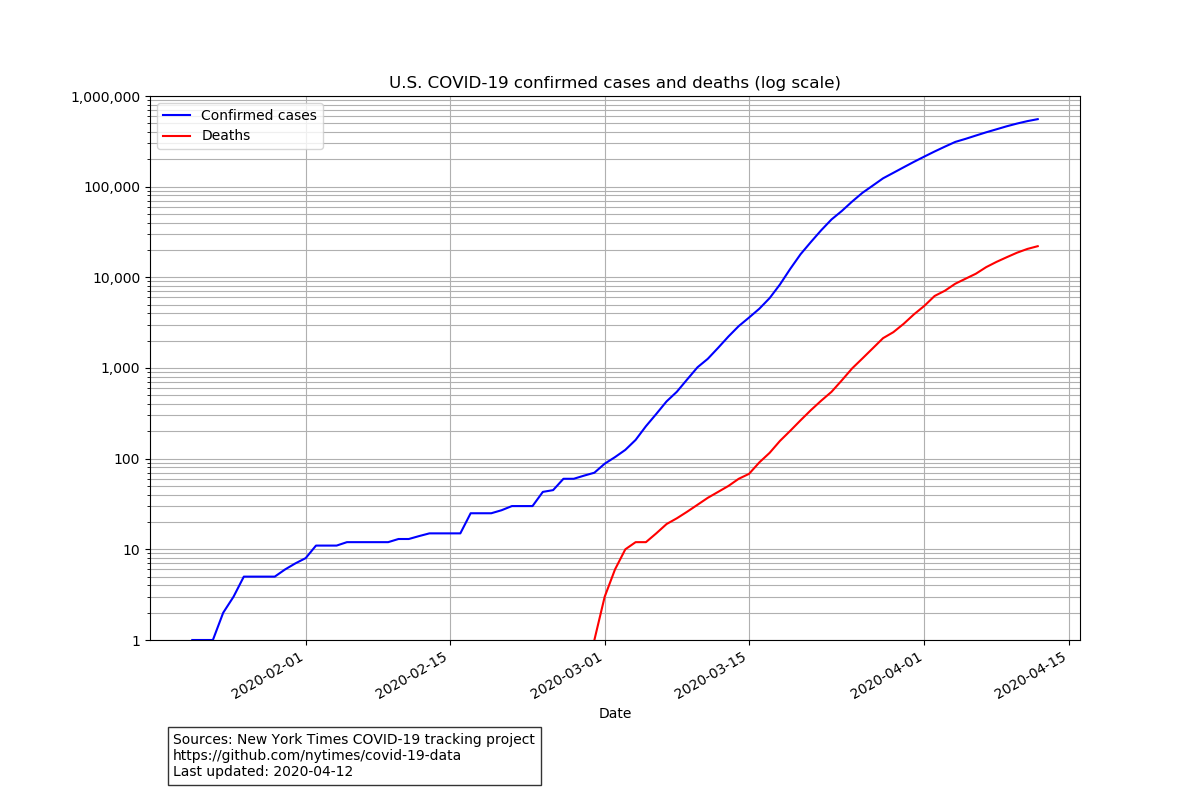 U.S. COVID-19 confirmed cases and deaths (log scale)
1,000,000
100,000
10,000
1,000
100
10
1
Confirmed cases
Deaths
2020-02-01
2020-02-15
2020-03-01
2020-03-15
2020-04-01
2020-04-15
Date
Sources: New York Times COVID-19 tracking project
https://github.com/nytimes/covid-19-data
Last updated: 2020-04-12